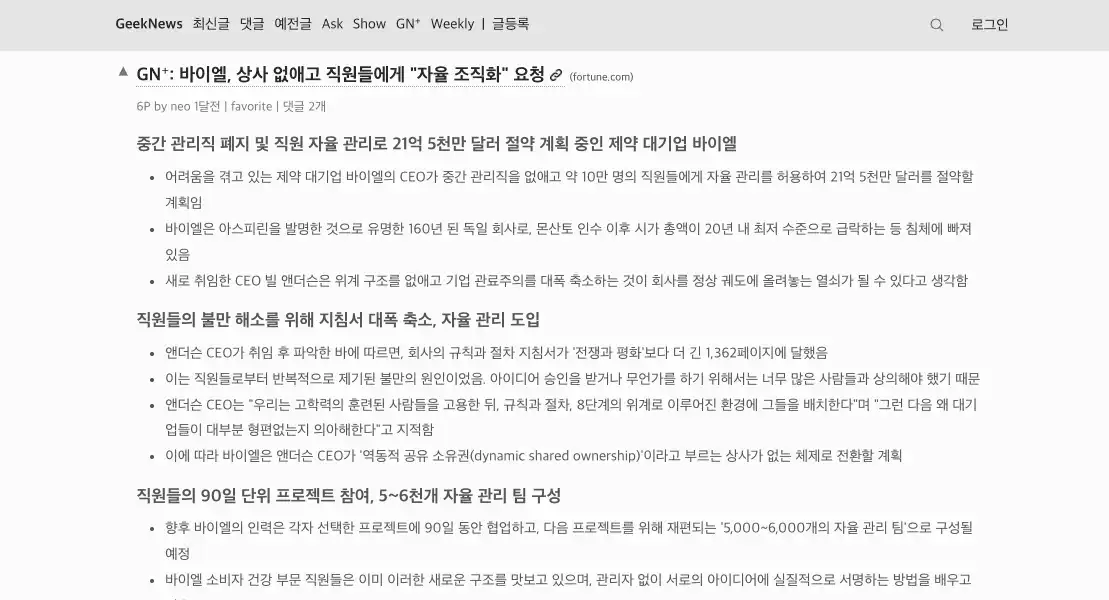 GeekNews 최신글 댓글 예전글 Ask Show GN⁺ Weekly | 글등록 로그인
▲ GN⁺: 바이엘, 상사 없애고 직원들에게 "자율 조직화" 요청 (fortune.com)
6P by neo 1달전 | favorite | 댓글 2개
중간 관리직 폐지 및 직원 자율 관리로 21억 5천만 달러 절약 계획 중인 제약 대기업 바이엘
• 어려움을 겪고 있는 제약 대기업 바이엘의 CEO가 중간 관리직을 없애고 약 10만 명의 직원들에게 자율 관리를 허용하여 21억 5천만 달러를 절약할
계획임
• 바이엘은 아스피린을 발명한 것으로 유명한 160년 된 독일 회사로, 몬산토 인수 이후 시가 총액이 20년 내 최저 수준으로 급락하는 등 침체에 빠져
있음
• 새로 취임한 CEO 빌 앤더슨은 위계 구조를 없애고 기업 관료주의를 대폭 축소하는 것이 회사를 정상 궤도에 올려놓는 열쇠가 될 수 있다고 생각함
직원들의 불만 해소를 위해 지침서 대폭 축소, 자율 관리 도입
• 앤더슨 CEO가 취임 후 파악한 바에 따르면, 회사의 규칙과 절차 지침서가 '전쟁과 평화'보다 더 긴 1,362페이지에 달했음
• 이는 직원들로부터 반복적으로 제기된 불만의 원인이었음. 아이디어 승인을 받거나 무언가를 하기 위해서는 너무 많은 사람들과 상의해야 했기 때문
• 앤더슨 CEO는 "우리는 고학력의 훈련된 사람들을 고용한 뒤, 규칙과 절차, 8단계의 위계로 이루어진 환경에 그들을 배치한다"며 "그런 다음 왜 대기
업들이 대부분 형편없는지 의아해한다"고 지적함
• 이에 따라 바이엘은 앤더슨 CEO가 '역동적 공유 소유권(dynamic shared ownership)'이라고 부르는 상사가 없는 체제로 전환할 계획
직원들의 90일 단위 프로젝트 참여, 5~6천개 자율 관리 팀 구성
• 향후 바이엘의 인력은 각자 선택한 프로젝트에 90일 동안 협업하고, 다음 프로젝트를 위해 재편되는 '5,000~6,000개의 자율 관리 팀'으로 구성될
예정
• 바이엘 소비자 건강 부문 직원들은 이미 이러한 새로운 구조를 맛보고 있으며, 관리자 없이 서로의 아이디어에 실질적으로 서명하는 방법을 배우고